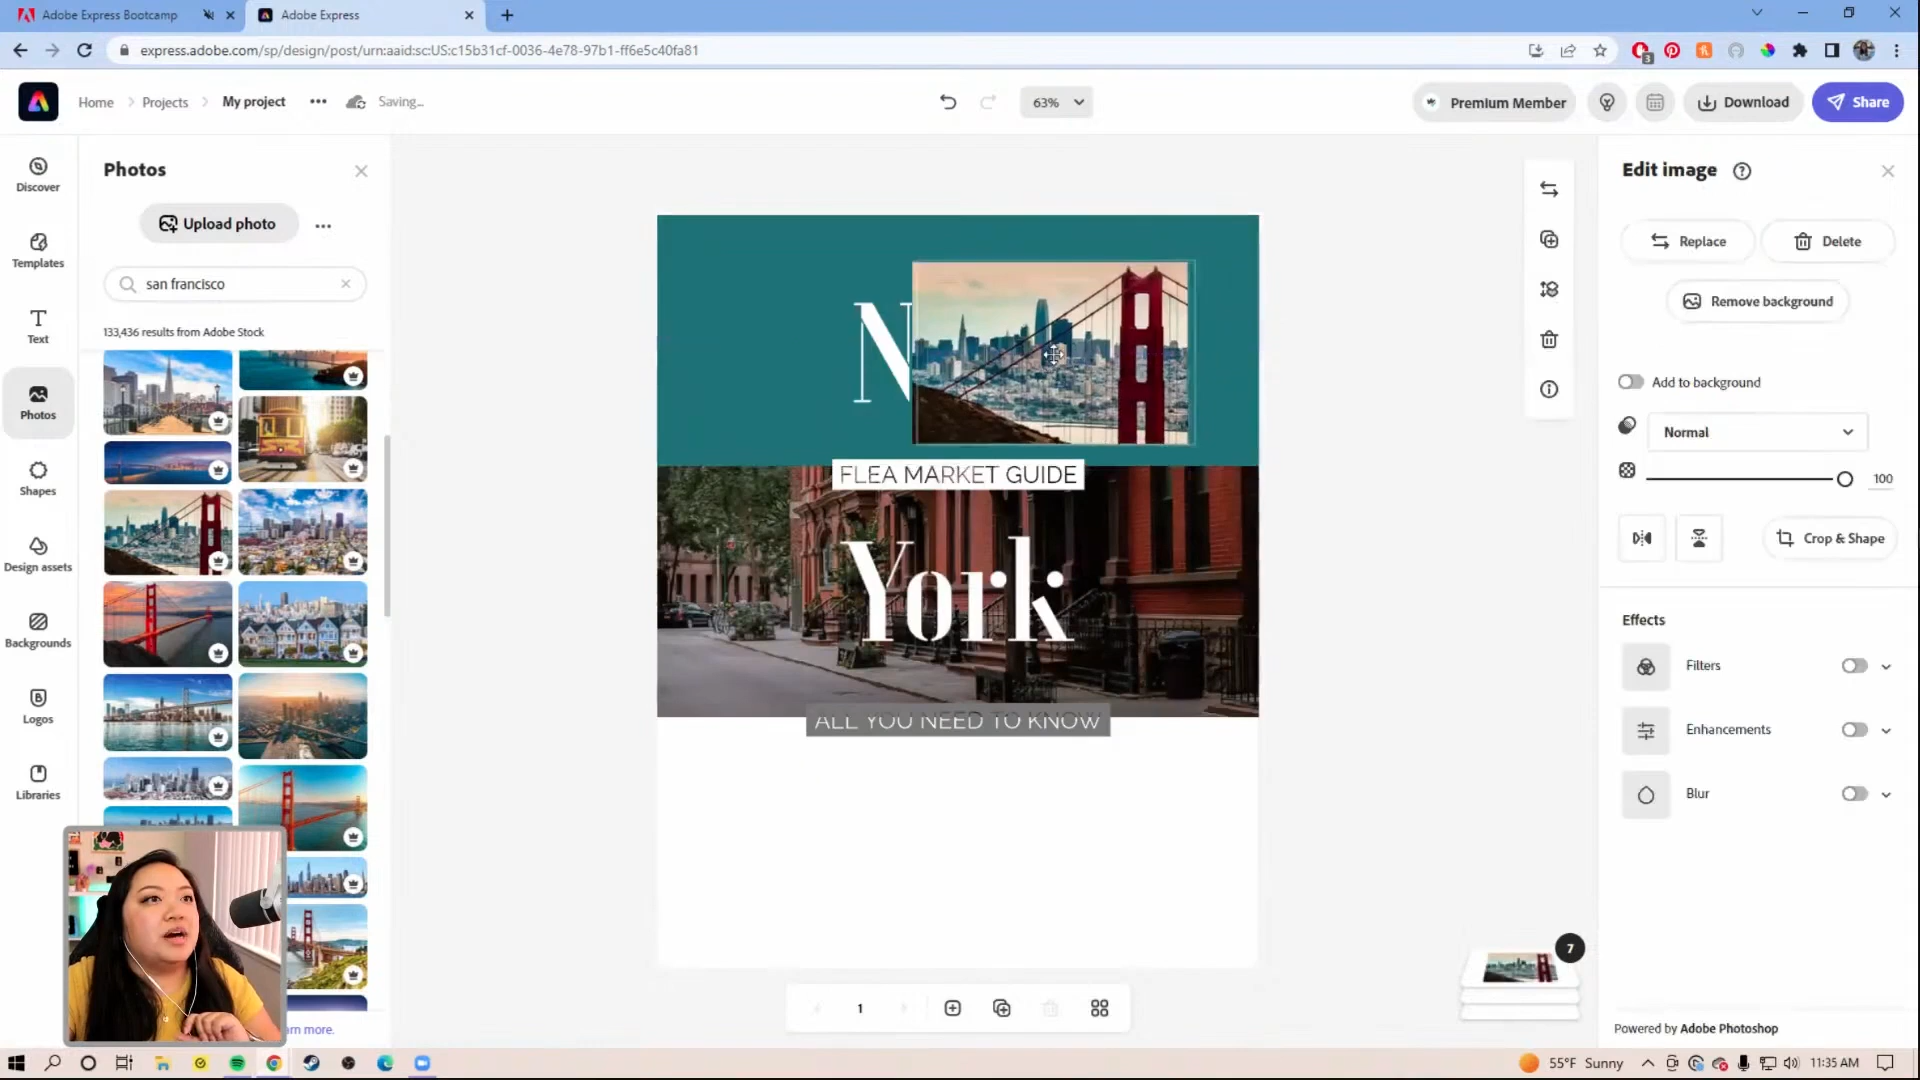 Adobe Express Bootcamp
Adobe Express
express.adobe.com/sp/design/post/urn:aaid:sc:US:c15b31cf-0036-4e78-97b1-ff6e5c40fa81
3
Home
Projects
My project
Saving...
63%
Premium Member
Download
Share
Discover
Templates
Text
Photos
Shapes
Design assets
Backgrounds
Logos
Libraries
Photos
Upload photo
san francisco
133,436 results from Adobe Stock
N
FLEA MARKET GUIDE
York
ALL YOU NEED TO KNOW
1
7
Edit image
Replace
Delete
Remove background
Add to background
Normal
100
Crop & Shape
Effects
Filters
Enhancements
Blur
Powered by Adobe Photoshop
arn more.
55°F Sunny
11:35 AM